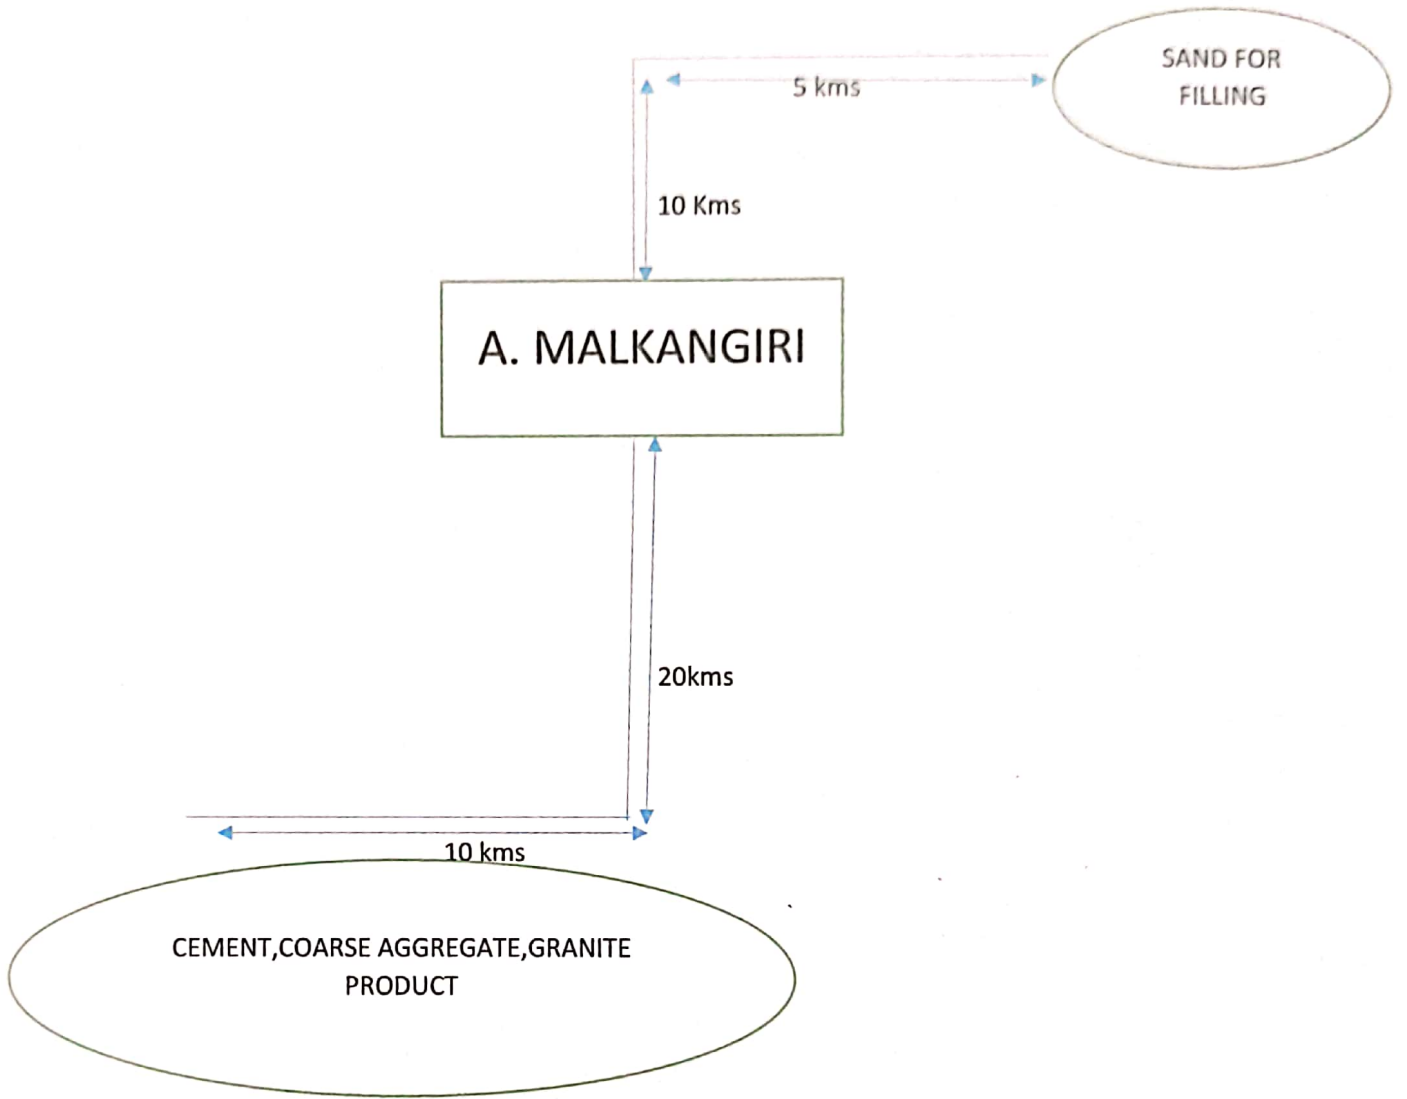 SAND FOR
FILLING
5 kms
10 Kms
A. MALKANGIRI
20kms
10 kms
CEMENT,COARSE AGGREGATE,GRANITE
PRODUCT